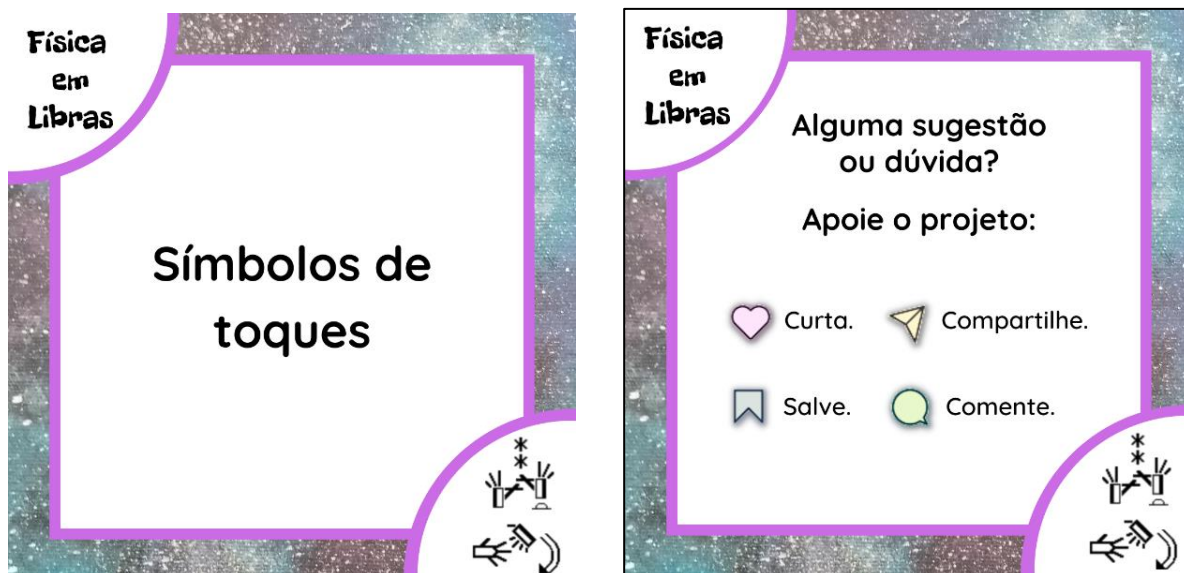 Física
em
Libras
Símbolos de
toques
Física
em
Libras
Alguma sugestão
ou dúvida?
Apoie o projeto:
Curta.
Compartilhe.
Salve.
Comente.